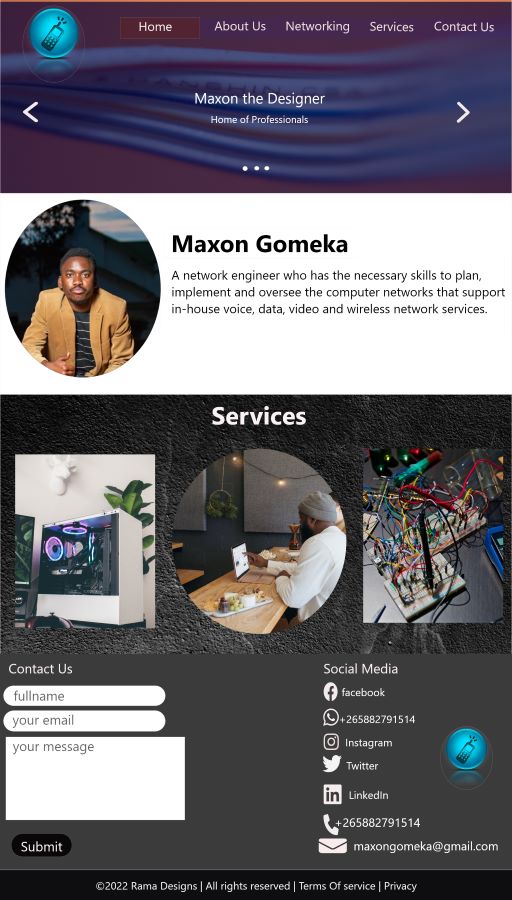 Home About Us Networking Services Contact Us
Maxon the Designer
Home of Professionals
Maxon Gomeka
A network engineer who has the necessary skills to plan,
implement and oversee the computer networks that support
in-house voice, data, video and wireless network services.
Services
Contact Us
fullname
your email
your message
Submit
Social Media
facebook
+265882791514
Instagram
Twitter
LinkedIn
+265882791514
maxongomeka@gmail.com
©2022 Rama Designs | All rights reserved | Terms Of service | Privacy